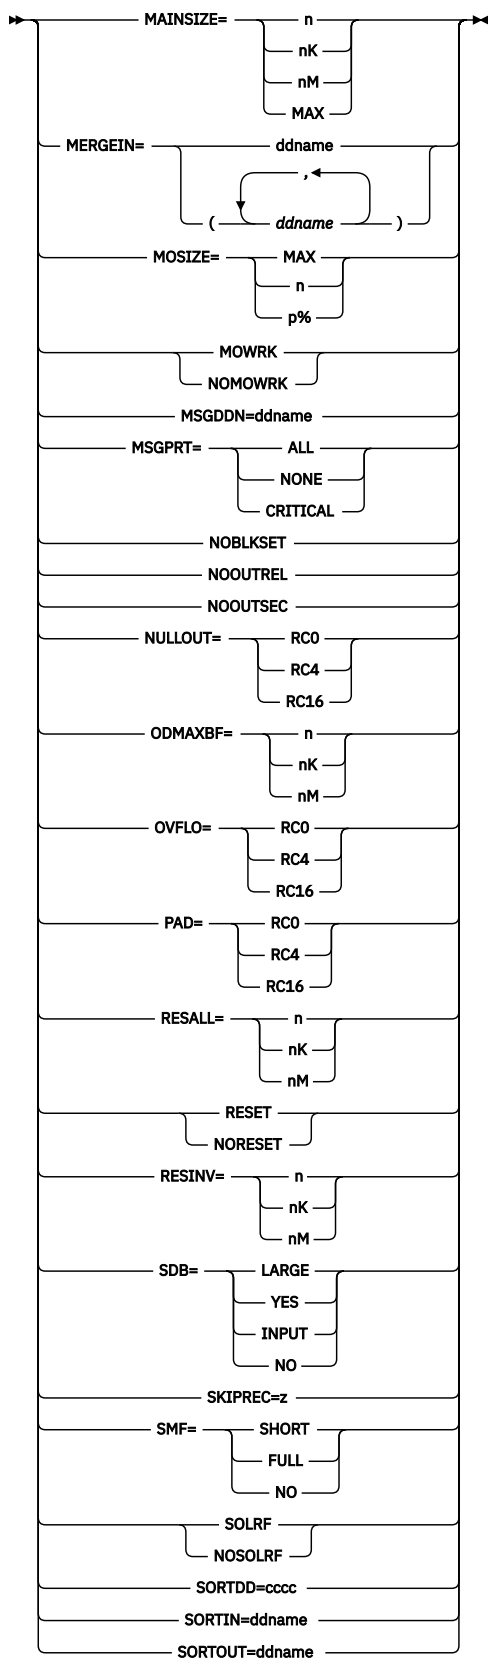 MAINSIZE= n
nK
nM
MAX
MERGEIN= ddname
,
( ddname )
MOSIZE= MAX
n
p%
MOWRK
NOMOWRK
MSGDDN=ddname
MSGPRT= ALL
NONE
CRITICAL
NOBLKSET
NOOUTREL
NOOUTSEC
NULLOUT= RC0
RC4
RC16
ODMAXBF= n
nK
nM
OVFLO= RC0
RC4
RC16
PAD= RC0
RC4
RC16
RESALL= n
nK
nM
RESET
NORESET
RESINV= n
nK
nM
SDB= LARGE
YES
INPUT
NO
SKIPREC=z
SMF= SHORT
FULL
NO
SOLRF
NOSOLRF
SORTDD=cccc
SORTIN=ddname
SORTOUT=ddname